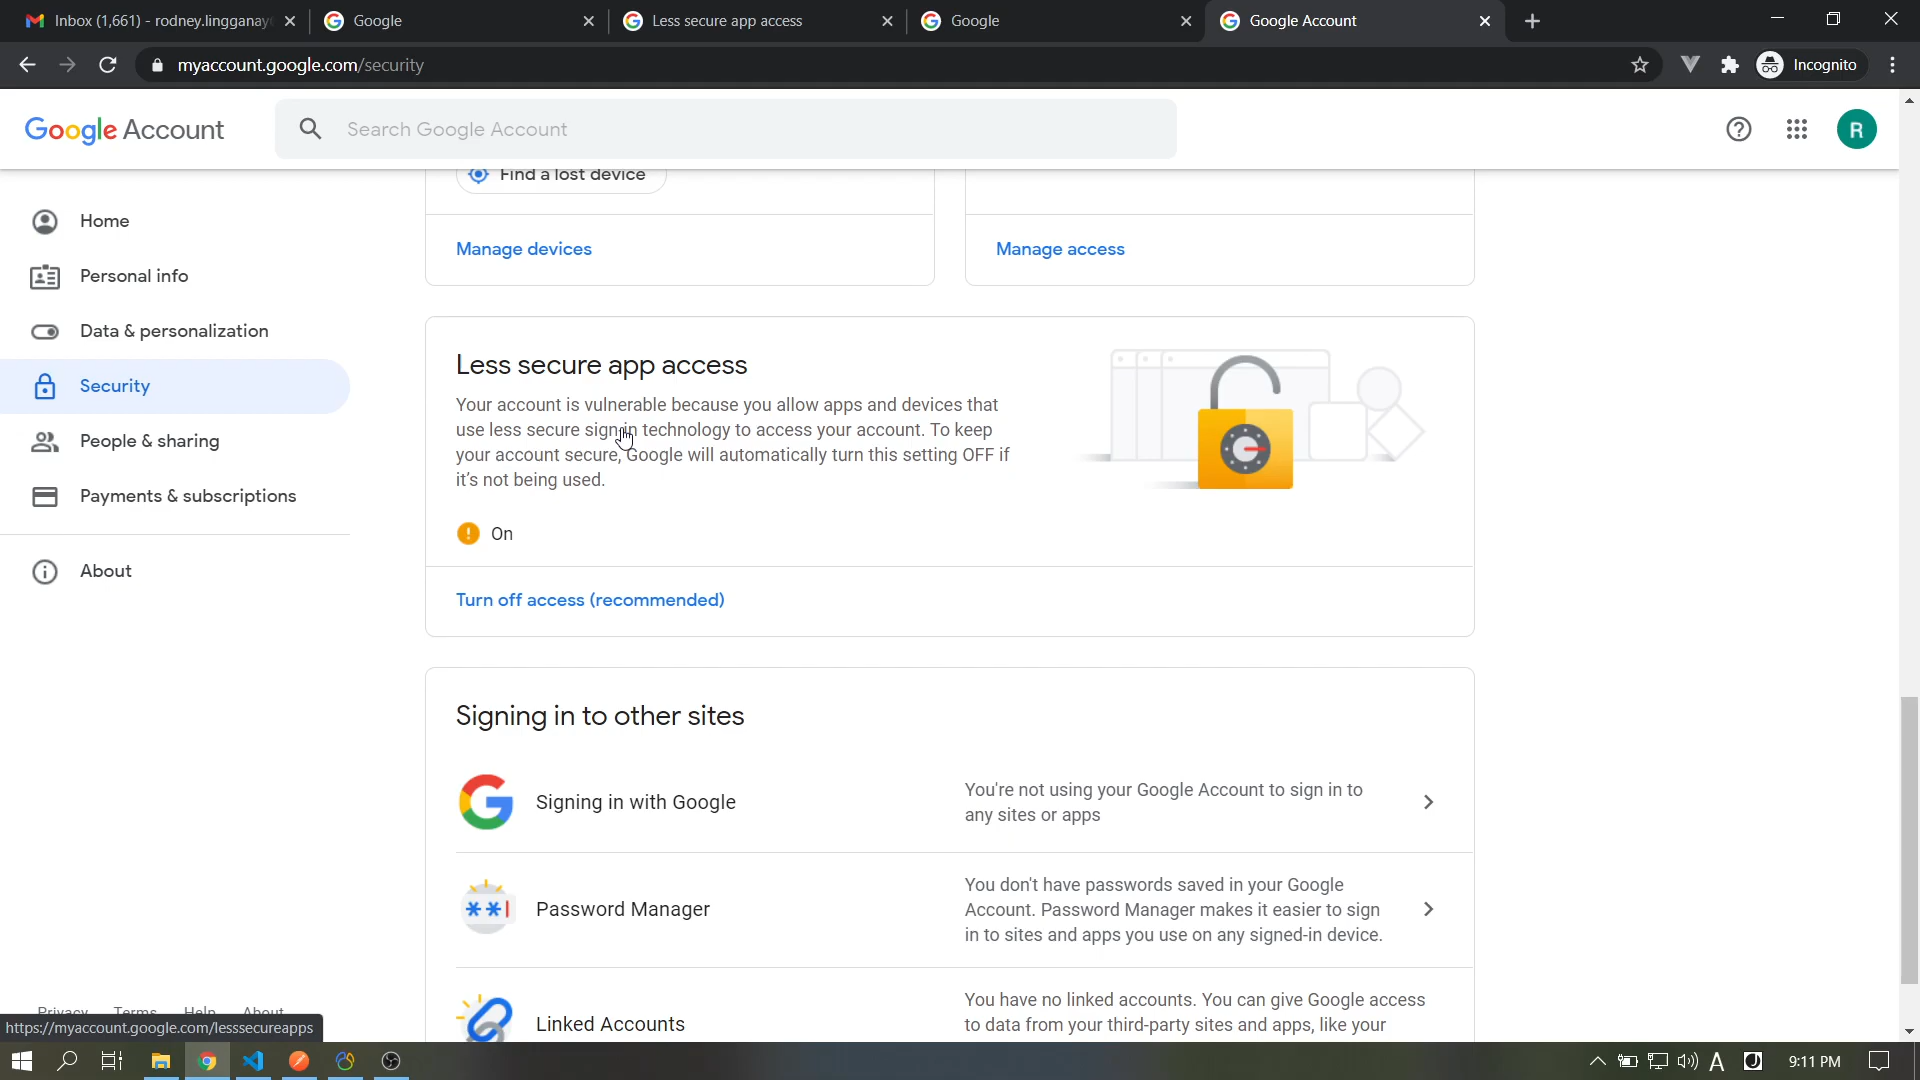 Inbox (1,661) - rodney.lingganay
Google
Less secure app access
Google
Google Account
myaccount.google.com/security
Incognito
Google Account
Search Google Account
R
Find a lost device
Manage devices
Manage access
Home
Personal info
Data & personalization
Security
People & sharing
Payments & subscriptions
About
Less secure app access
Your account is vulnerable because you allow apps and devices that
use less secure sign-in technology to access your account. To keep
your account secure, Google will automatically turn this setting OFF if
it's not being used.
On
Turn off access (recommended)
Signing in to other sites
Signing in with Google
You're not using your Google Account to sign in to
any sites or apps
Password Manager
You don't have passwords saved in your Google
Account. Password Manager makes it easier to sign
in to sites and apps you use on any signed-in device.
Linked Accounts
You have no linked accounts. You can give Google access
to data from your third-party sites and apps, like your
Privacy Terms Help About
https://myaccount.google.com/lesssecureapps
A
9:11 PM